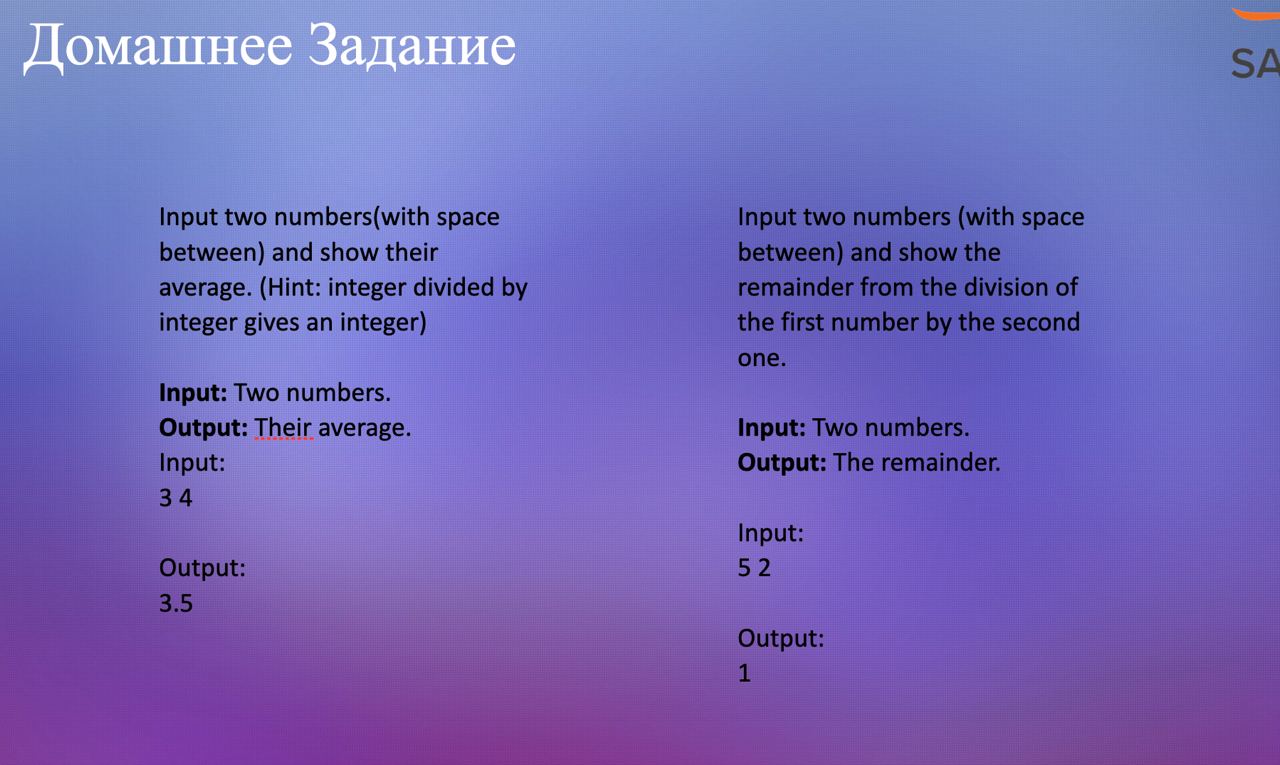 Домашнее Задание
SA
Input two numbers(with space
between) and show their
average. (Hint: integer divided by
integer gives an integer)
Input: Two numbers.
Output: Their average.
Input:
3 4
Output:
3.5
Input two numbers (with space
between) and show the
remainder from the division of
the first number by the second
one.
Input: Two numbers.
Output: The remainder.
Input:
5 2
Output:
1